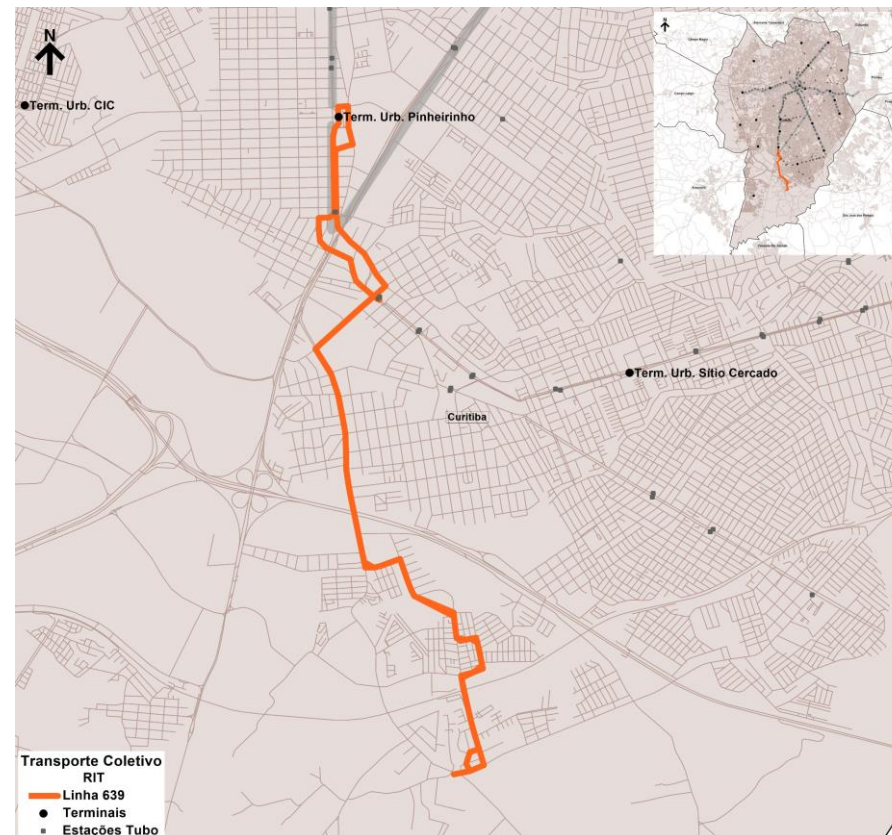 N
Term. Urb. CIC
Term. Urb. Pinheirinho
Term. Urb. Sítio Cercado
Curitiba
Transporte Coletivo
RIT
Linha 639
Terminais
Estações Tubo